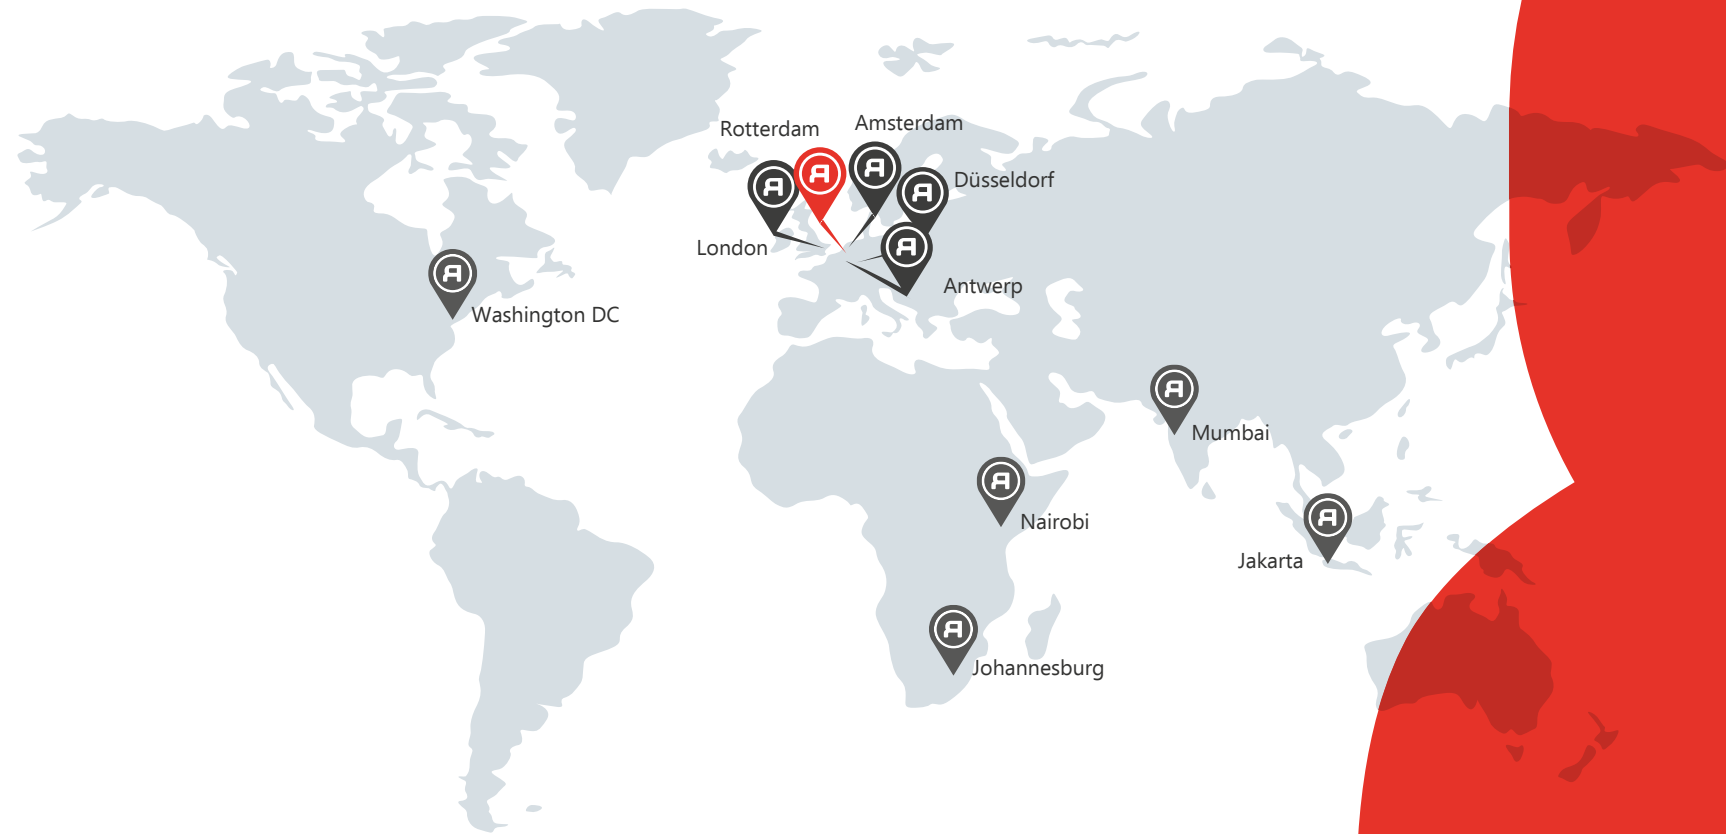 Rotterdam
Amsterdam
Düsseldorf
London
Antwerp
Washington DC
Mumbai
Nairobi
Jakarta
Johannesburg